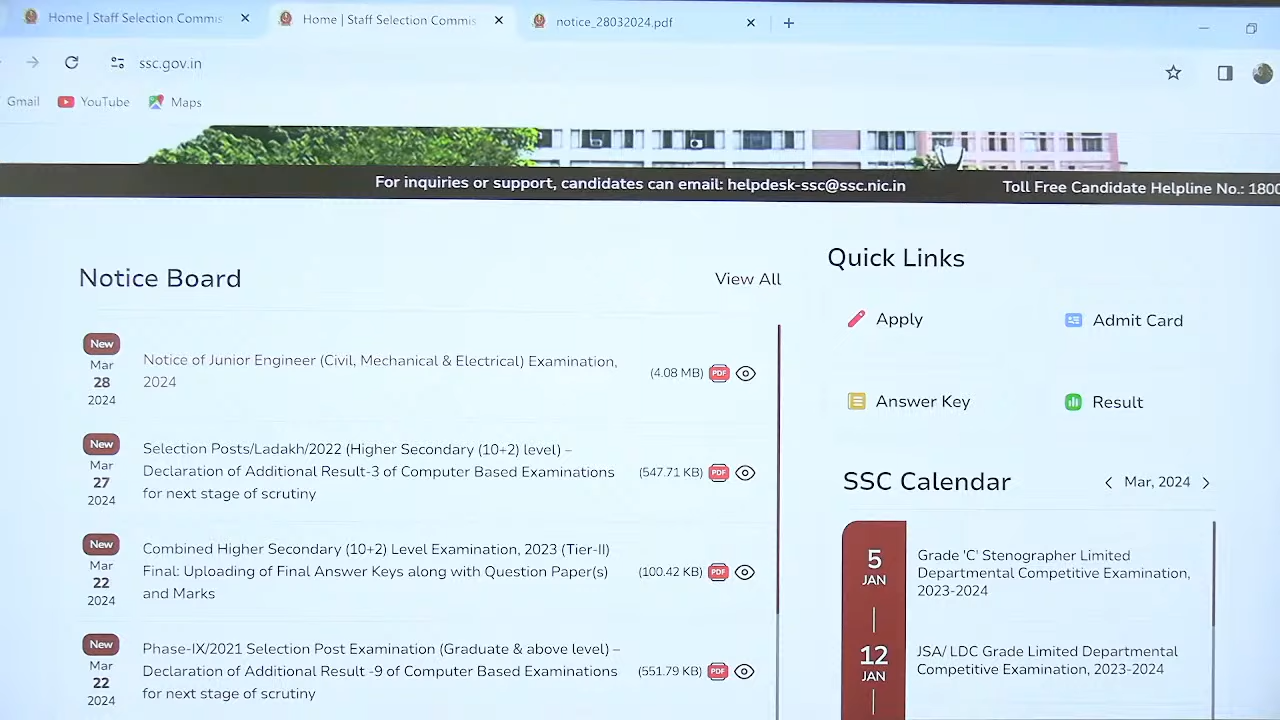 Home | Staff Selection Commis
Home | Staff Selection Commis
notice_28032024.pdf
ssc.gov.in
Gmail
YouTube
Maps
For inquiries or support, candidates can email: helpdesk-ssc@ssc.nic.in
Toll Free Candidate Helpline No.: 1800
Notice Board
View All
New
Mar
28
2024
Notice of Junior Engineer (Civil, Mechanical & Electrical) Examination,
2024
(4.08 MB)
PDF
New
Mar
27
2024
Selection Posts/Ladakh/2022 (Higher Secondary (10+2) level) –
Declaration of Additional Result-3 of Computer Based Examinations
for next stage of scrutiny
(547.71 KB)
PDF
New
Mar
22
2024
Combined Higher Secondary (10+2) Level Examination, 2023 (Tier-II)
Final Uploading of Final Answer Keys along with Question Paper(s)
and Marks
(100.42 KB)
PDF
New
Mar
22
2024
Phase-IX/2021 Selection Post Examination (Graduate & above level) –
Declaration of Additional Result -9 of Computer Based Examinations
for next stage of scrutiny
(551.79 KB)
PDF
Quick Links
Apply
Admit Card
Answer Key
Result
SSC Calendar
Mar, 2024
5
JAN
Grade 'C' Stenographer Limited
Departmental Competitive Examination,
2023-2024
12
JAN
JSA/ LDC Grade Limited Departmental
Competitive Examination, 2023-2024